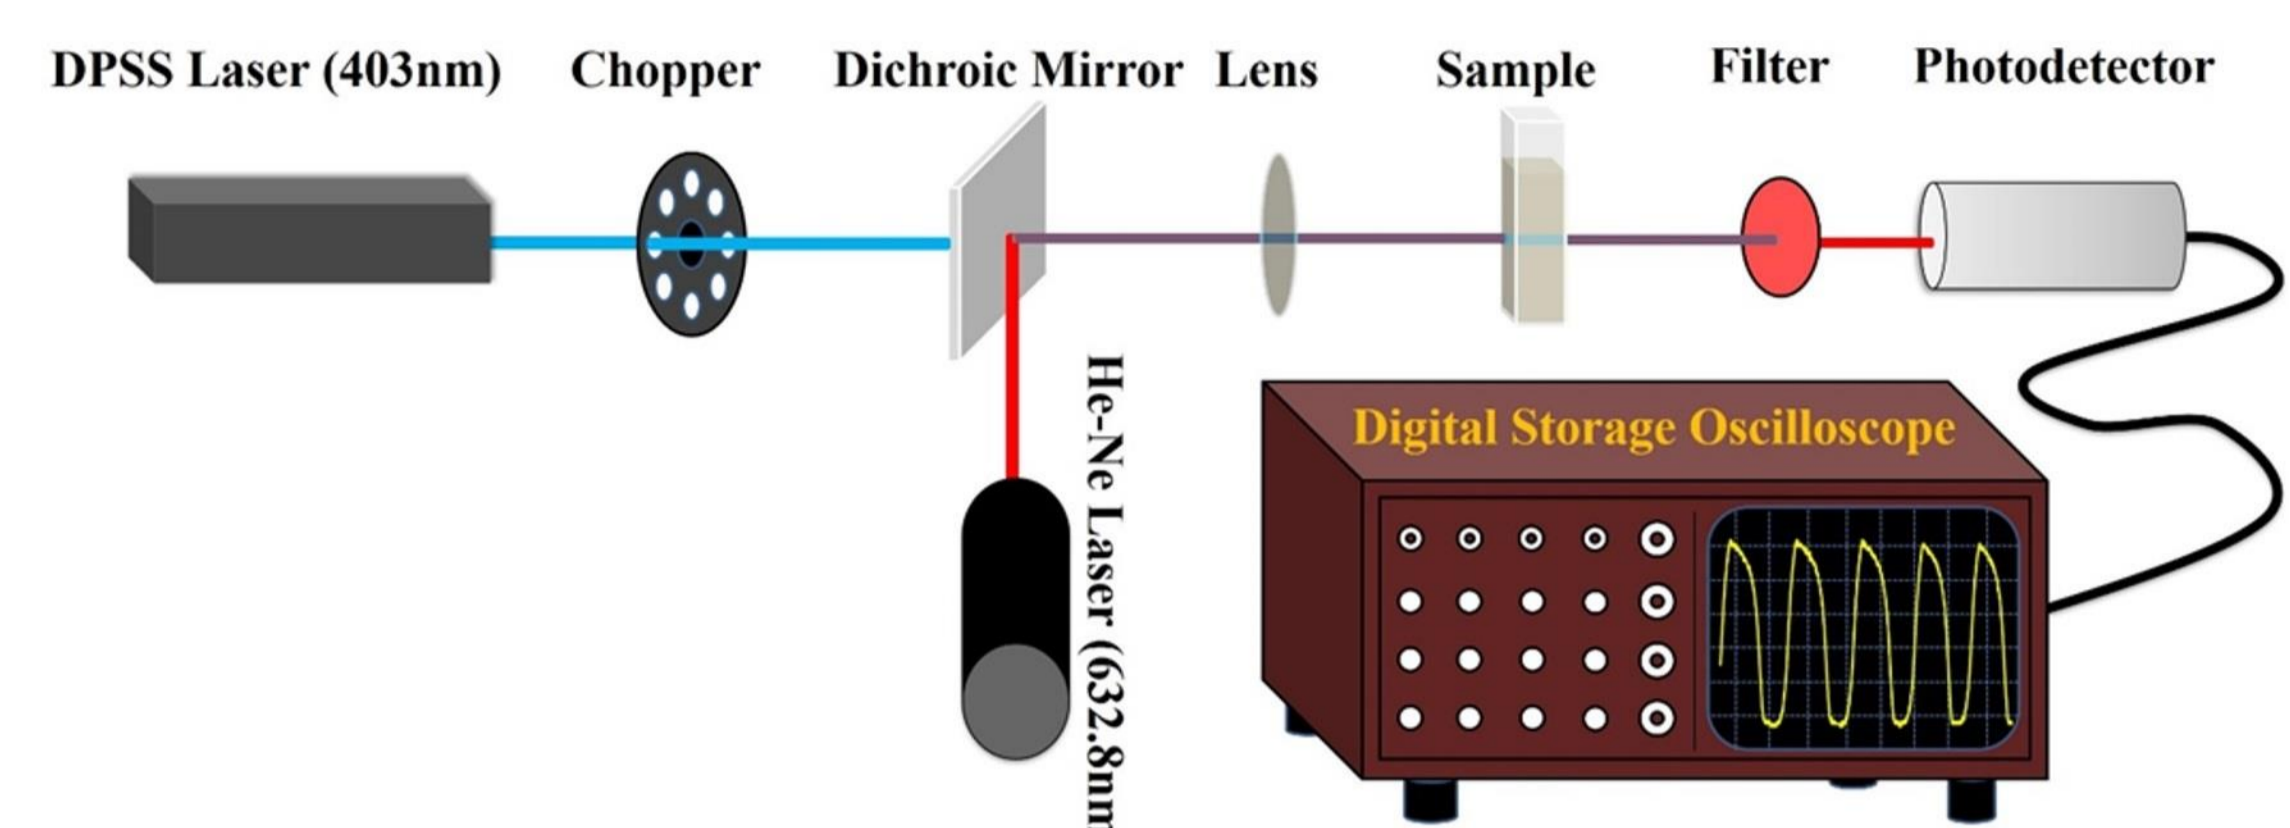 DPSS Laser (403nm)
Chopper
Dichroic Mirror
Lens
Sample
Filter
Photodetector
He-Ne Laser (632.8nm
Digital Storage Oscilloscope